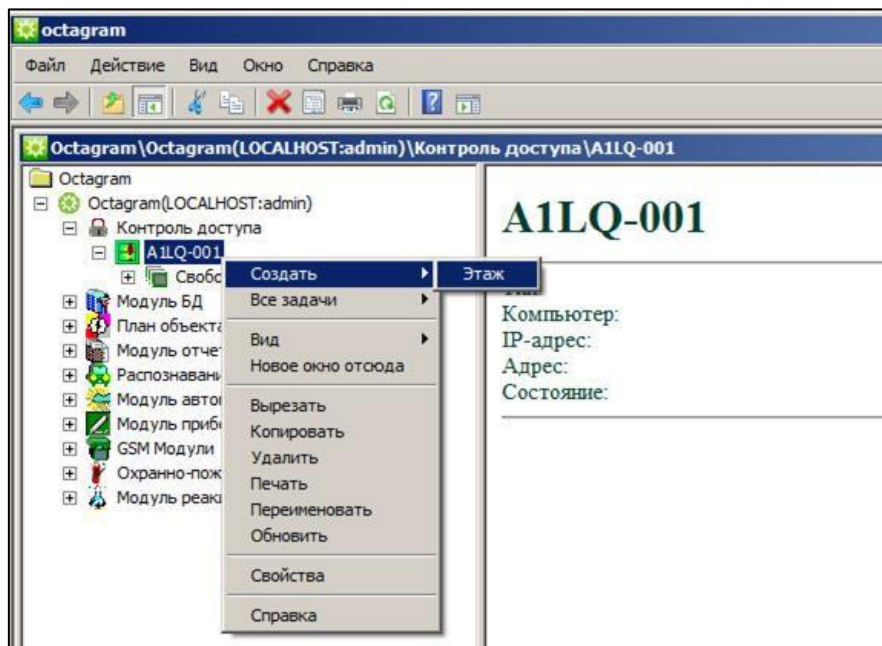 octagram
Файл Действие Вид Окно Справка
Octagram\Octagram(LOCALHOST:admin)\Контроль доступа\A1LQ-001
Octagram
Octagram(LOCALHOST:admin)
Контроль доступа
A1LQ-001
Свобо
Модуль БД
План объекта
Модуль отче
Распознавани
Модуль авто
Модуль приб
GSM Модули
Охранно-пож
Модуль реак
Создать
Все задачи
Вид
Новое окно отсюда
Вырезать
Копировать
Удалить
Печать
Переименовать
Обновить
Свойства
Справка
Этаж
A1LQ-001
Компьютер:
IP-адрес:
Адрес:
Состояние: